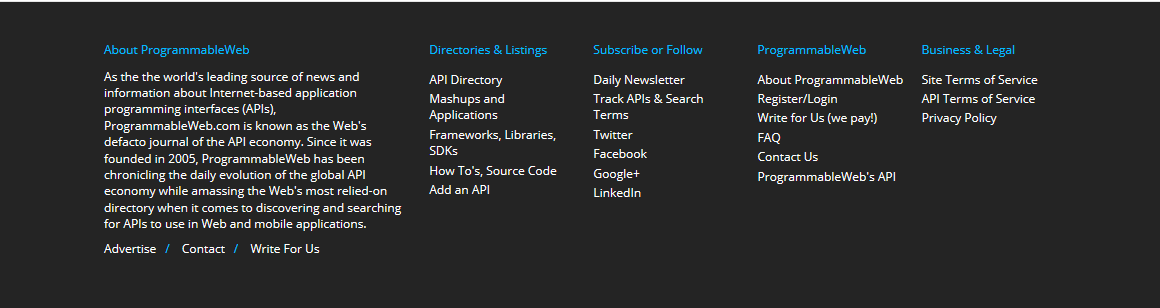 About ProgrammableWeb
As the the world's leading source of news and
information about Internet-based application
programming interfaces (APIs),
ProgrammableWeb.com is known as the Web's
defacto journal of the API economy. Since it was
founded in 2005, ProgrammableWeb has been
chronicling the daily evolution of the global API
economy while amassing the Web's most relied-on
directory when it comes to discovering and searching
for APIs to use in Web and mobile applications.
Advertise / Contact / Write For Us
Directories & Listings
API Directory
Mashups and
Applications
Frameworks, Libraries,
SDKs
How To's, Source Code
Add an API
Subscribe or Follow
Daily Newsletter
Track APIs & Search
Terms
Twitter
Facebook
Google+
LinkedIn
ProgrammableWeb
About ProgrammableWeb
Register/Login
Write for Us (we pay!)
FAQ
Contact Us
ProgrammableWeb's API
Business & Legal
Site Terms of Service
API Terms of Service
Privacy Policy